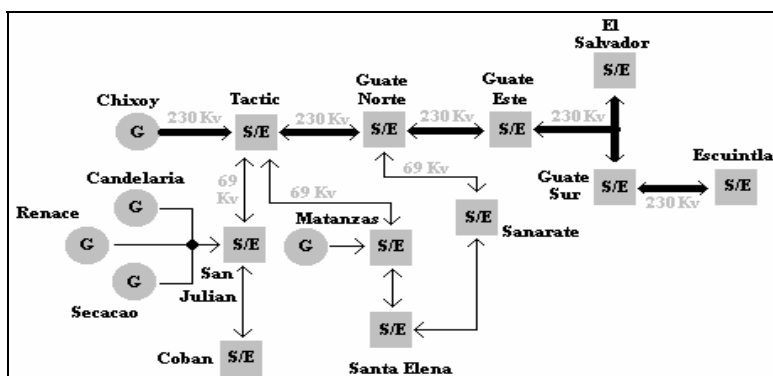 El
Salvador
S/E
Chixoy
G
230 Kv
Tactic
S/E
230 Kv
Guate
Norte
S/E
230 Kv
Guate
Este
S/E
230 Kv
Guate
Sur
S/E
230 Kv
Escuintla
S/E
69
Kv
69 Kv
69 Kv
Candelaria
G
Renace
G
Secacao
G
San
Julian
S/E
Coban
S/E
Matanzas
G
S/E
Santa Elena
S/E
Sanarate
S/E